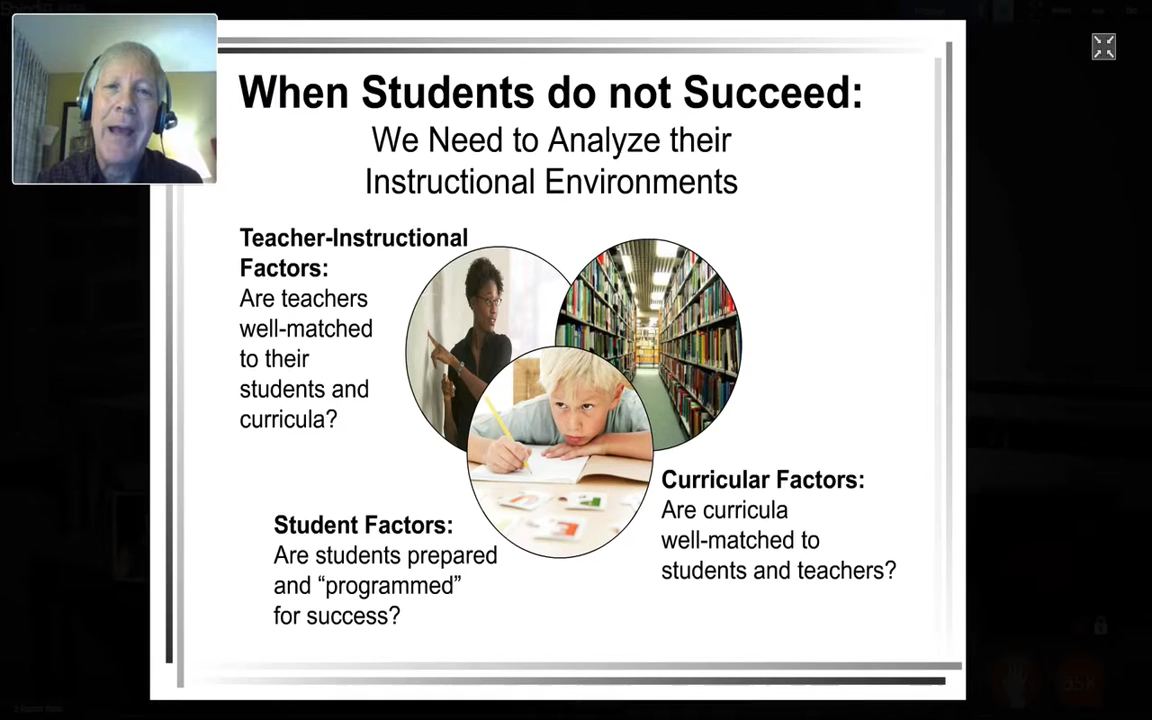 When Students do not Succeed:
We Need to Analyze their
Instructional Environments
Teacher-Instructional
Factors:
Are teachers
well-matched
to their
students and
curricula?
Student Factors:
Are students prepared
and “programmed”
for success?
Curricular Factors:
Are curricula
well-matched to
students and teachers?